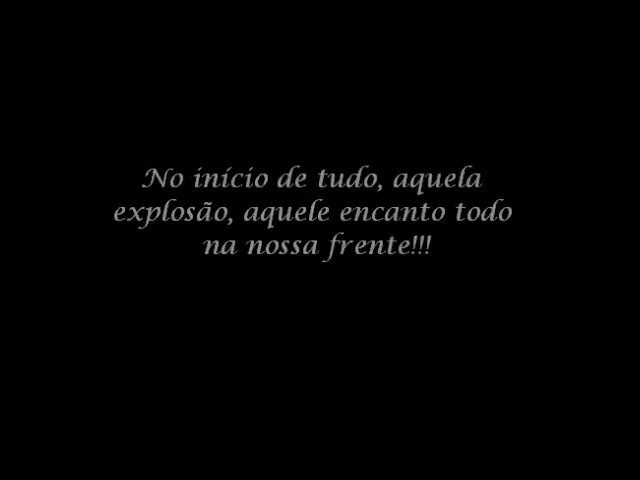 No início de tudo, aquela
explosão, aquele encanto todo
na nossa frente!!!